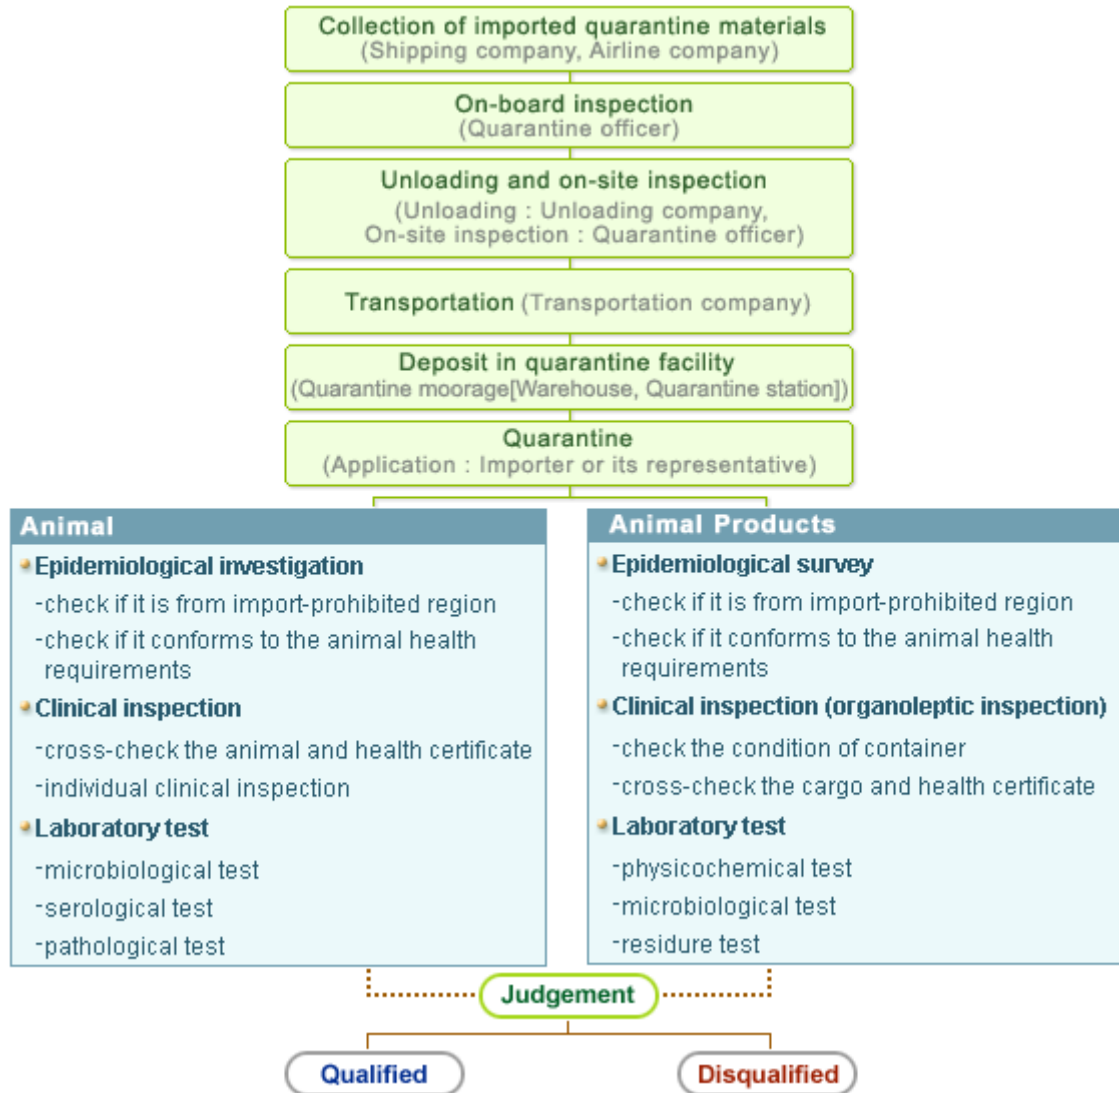 Collection of imported quarantine materials
(Shipping company, Airline company)
On-board inspection
(Quarantine officer)
Unloading and on-site inspection
(Unloading : Unloading company,
On-site inspection : Quarantine officer)
Transportation (Transportation company)
Deposit in quarantine facility
(Quarantine moorage[Warehouse, Quarantine station])
Quarantine
(Application : Importer or its representative)
Animal
Epidemiological investigation
-check if it is from import-prohibited region
-check if it conforms to the animal health
requirements
Clinical inspection
-cross-check the animal and health certificate
-individual clinical inspection
Laboratory test
-microbiological test
-serological test
-pathological test
Animal Products
Epidemiological survey
-check if it is from import-prohibited region
-check if it conforms to the animal health
requirements
Clinical inspection (organoleptic inspection)
-check the condition of container
-cross-check the cargo and health certificate
Laboratory test
-physicochemical test
-microbiological test
-residure test
Judgement
Qualified
Disqualified